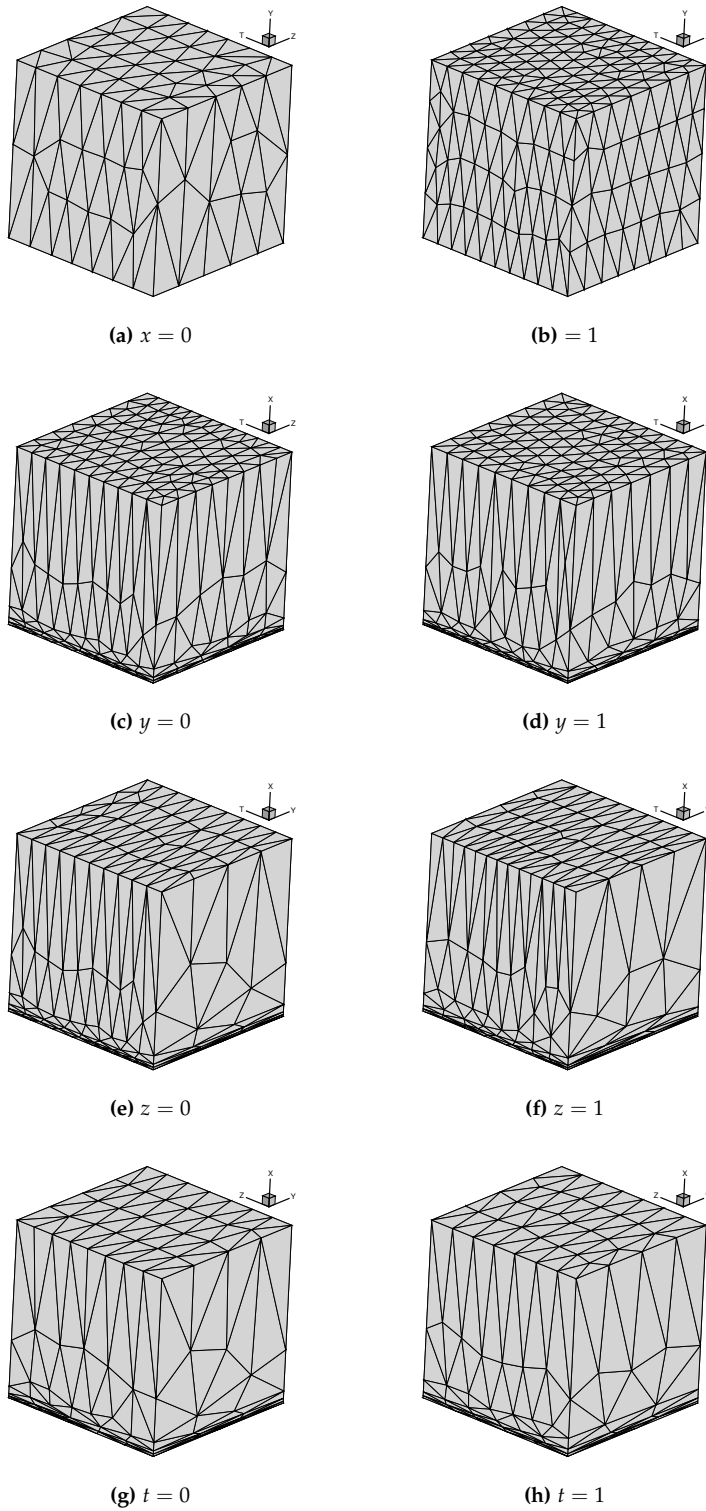 Y
T Z
Y
T
(a) x = 0
(b) = 1
X
T Z
X
T
(c) y = 0
(d) y = 1
X
T Y
X
T
(e) z = 0
(f) z = 1
X
Z Y
X
Z
(g) t = 0
(h) t = 1